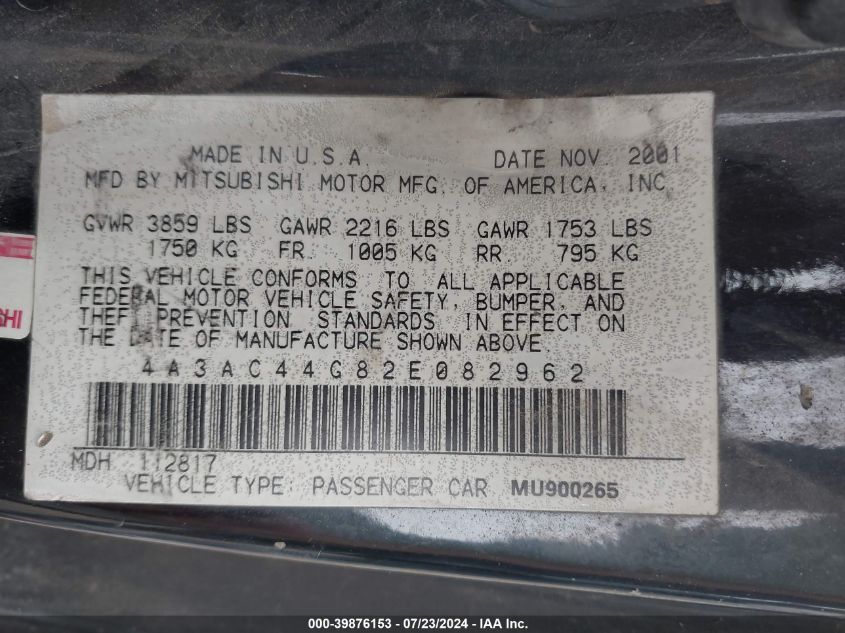 MADE IN U.S.A. DATE NOV. 2001
MFD BY MITSUBISHI MOTOR MFG. OF AMERICA, INC.
GVWR 3859 LBS GAWR 2216 LBS GAWR 1753 LBS
1750 KG FR. 1005 KG RR. 795 KG
THIS VEHICLE CONFORMS TO ALL APPLICABLE
FEDERAL MOTOR VEHICLE SAFETY, BUMPER, AND
THEFT PREVENTION STANDARDS IN EFFECT ON
THE DATE OF MANUFACTURE SHOWN ABOVE.
4A3AC44G82E082962
MDH 112817
VEHICLE TYPE: PASSENGER CAR MU900265
000-39876153 - 07/23/2024 - IAA Inc.